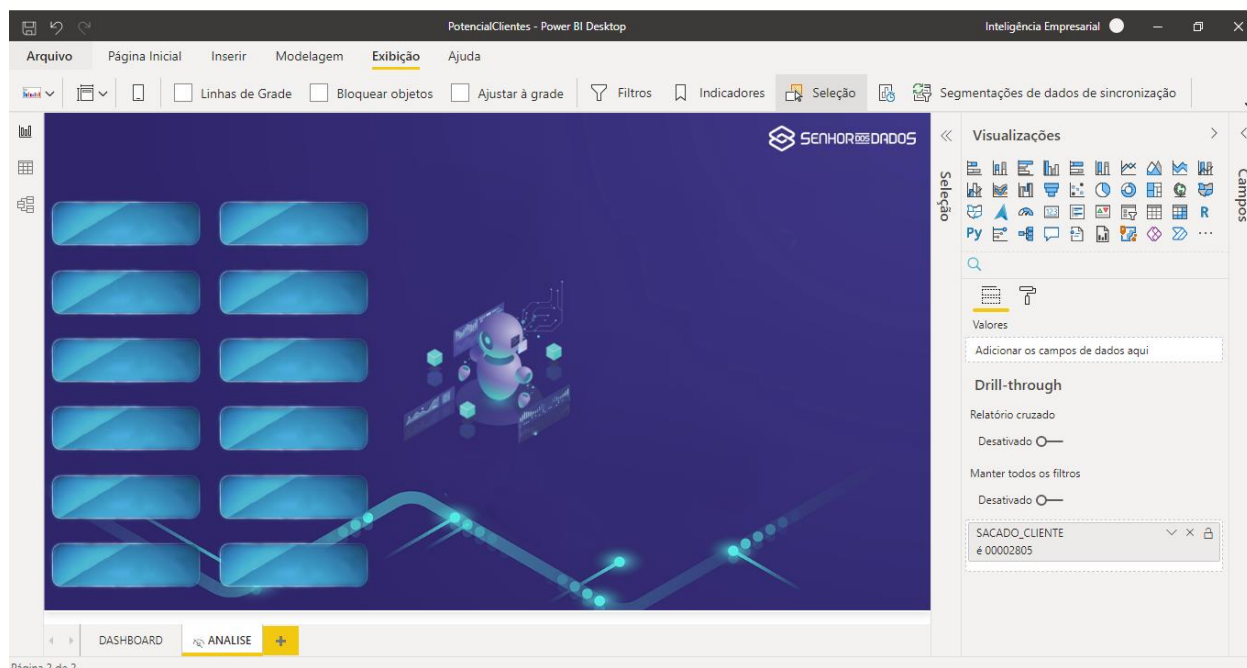 PotencialClientes - Power BI Desktop
Inteligência Empresarial
Arquivo Página Inicial Inserir Modelagem Exibição Ajuda
Linhas de Grade Bloquear objetos Ajustar à grade Filtros Indicadores Seleção Segmentações de dados de sincronização
SENHOR DOS DADOS
Seleção
Visualizações
Campos
123
R
Py
Valores
Adicionar os campos de dados aqui
Drill-through
Relatório cruzado
Desativado
Manter todos os filtros
Desativado
SACADO_CLIENTE
é 00002805
DASHBOARD ANALISE
Página 2 de 2